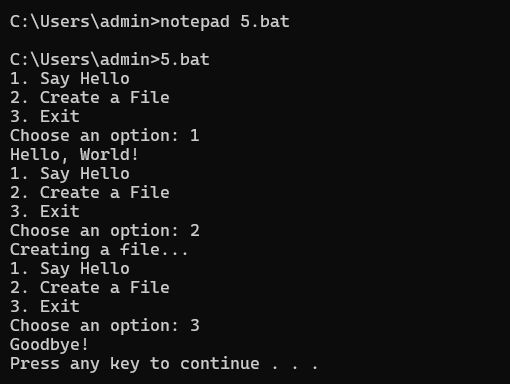 C:\Users\admin>notepad 5.bat
C:\Users\admin>5.bat
1. Say Hello
2. Create a File
3. Exit
Choose an option: 1
Hello, World!
1. Say Hello
2. Create a File
3. Exit
Choose an option: 2
Creating a file...
1. Say Hello
2. Create a File
3. Exit
Choose an option: 3
Goodbye!
Press any key to continue . . .